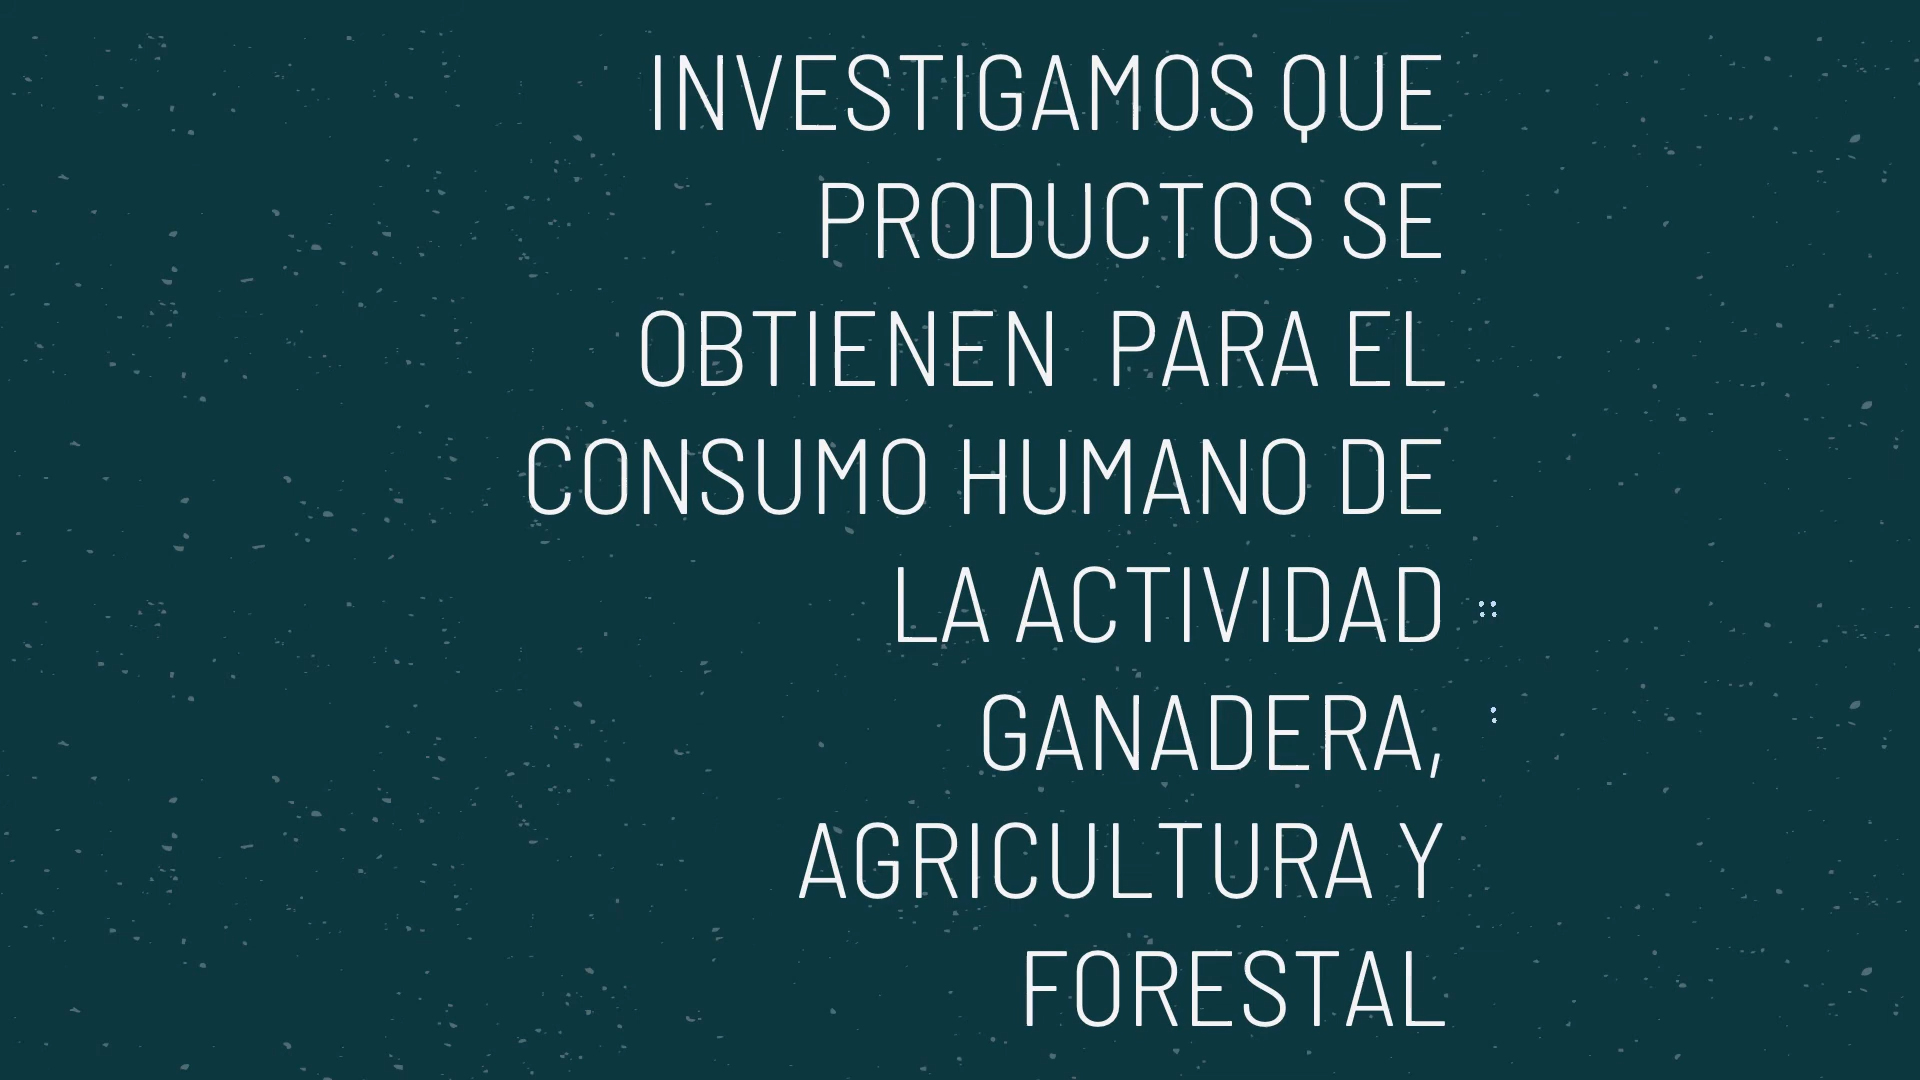 INVESTIGAMOS QUE
PRODUCTOS SE
OBTIENEN  PARA EL
CONSUMO HUMANO DE
LA ACTIVIDAD
GANADERA,
AGRICULTURA Y
FORESTAL